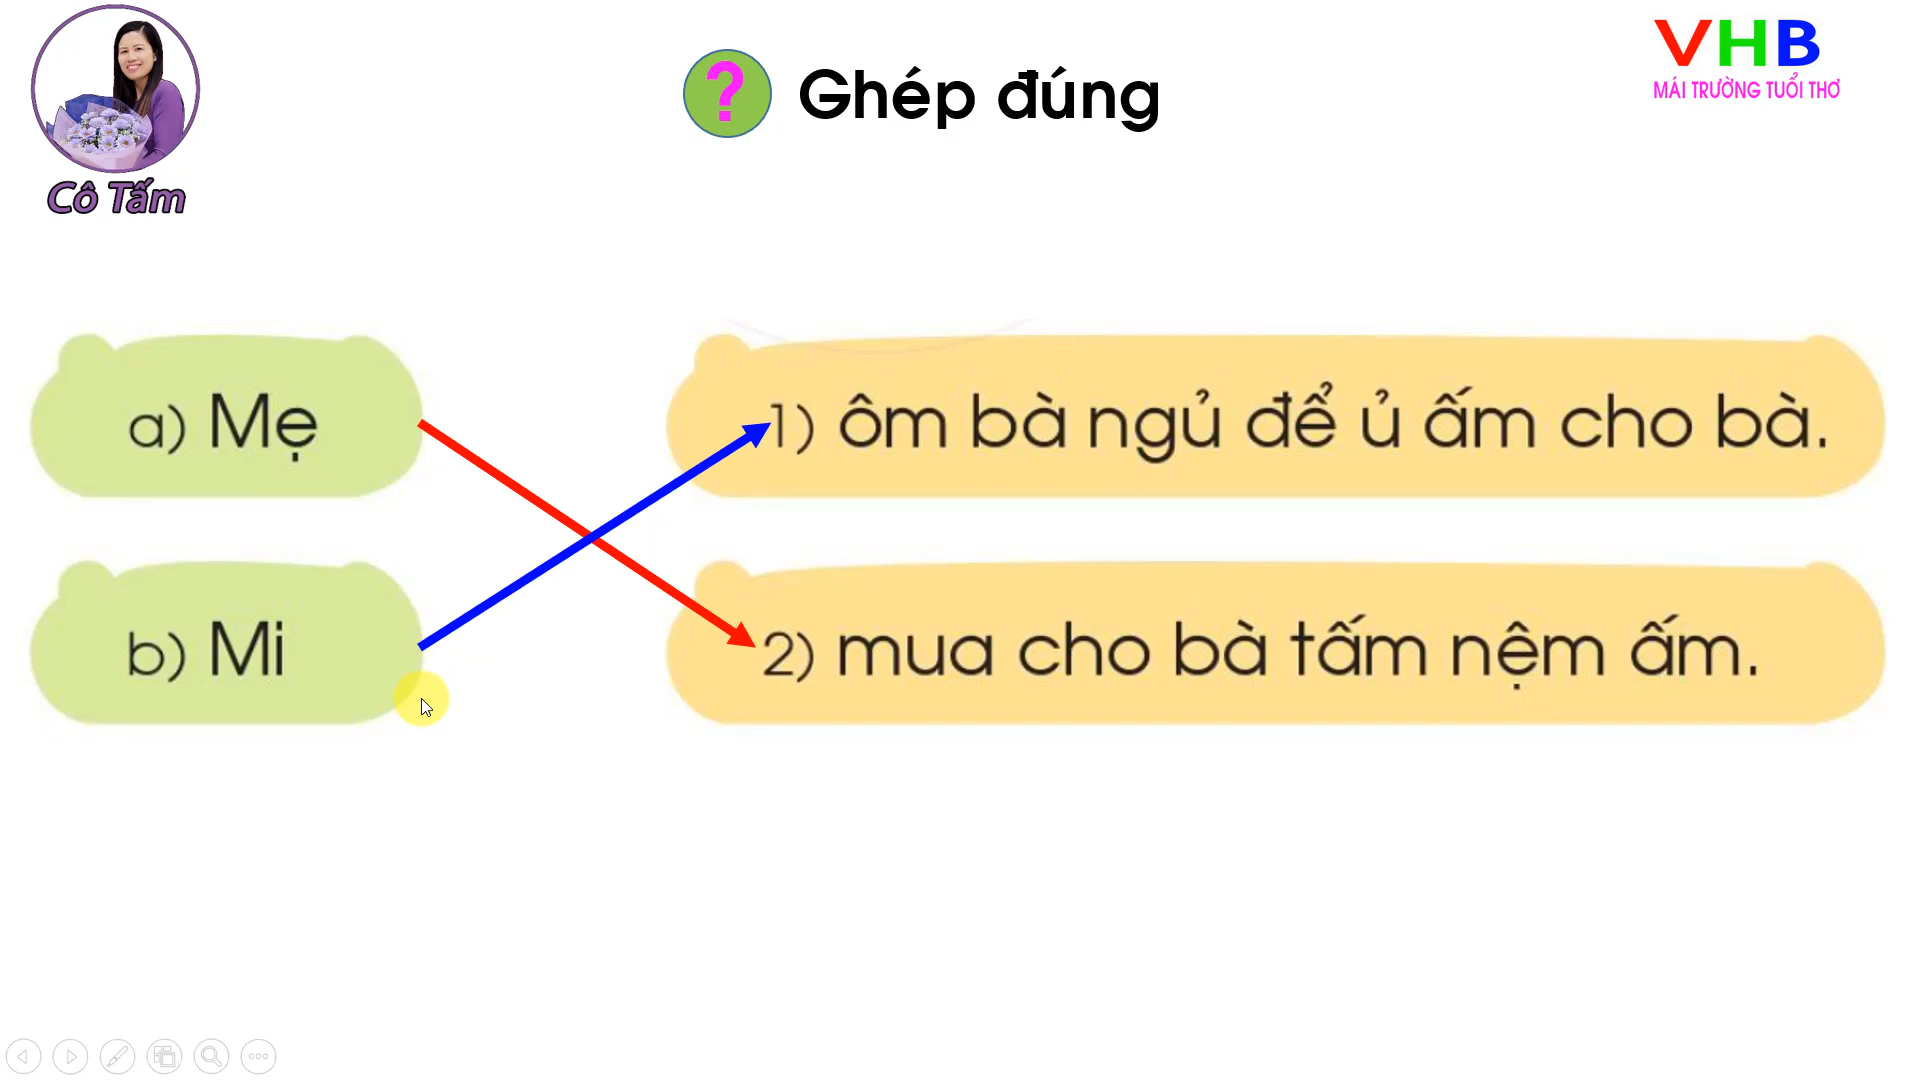 VHB
MÁI TRƯỜNG TUỔI THƠ
? Ghép đúng
Cô Tấm
a) Mẹ
1) ôm bà ngủ để ủ ấm cho bà.
b) Mi
2) mua cho bà tấm nệm ấm.